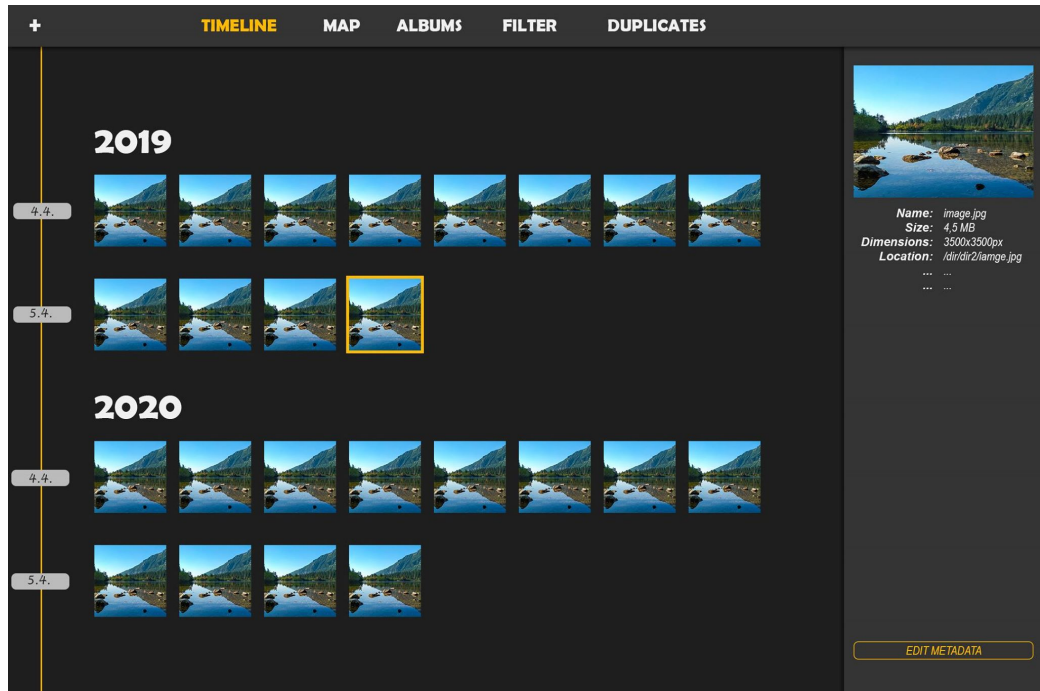 + TIMELINE MAP ALBUMS FILTER DUPLICATES
2019
4.4.
5.4.
2020
4.4.
5.4.
Name: image.jpg
Size: 4,5 MB
Dimensions: 3500x3500px
Location: /dir/dir2/iamge.jpg
... ...
... ...
EDIT METADATA